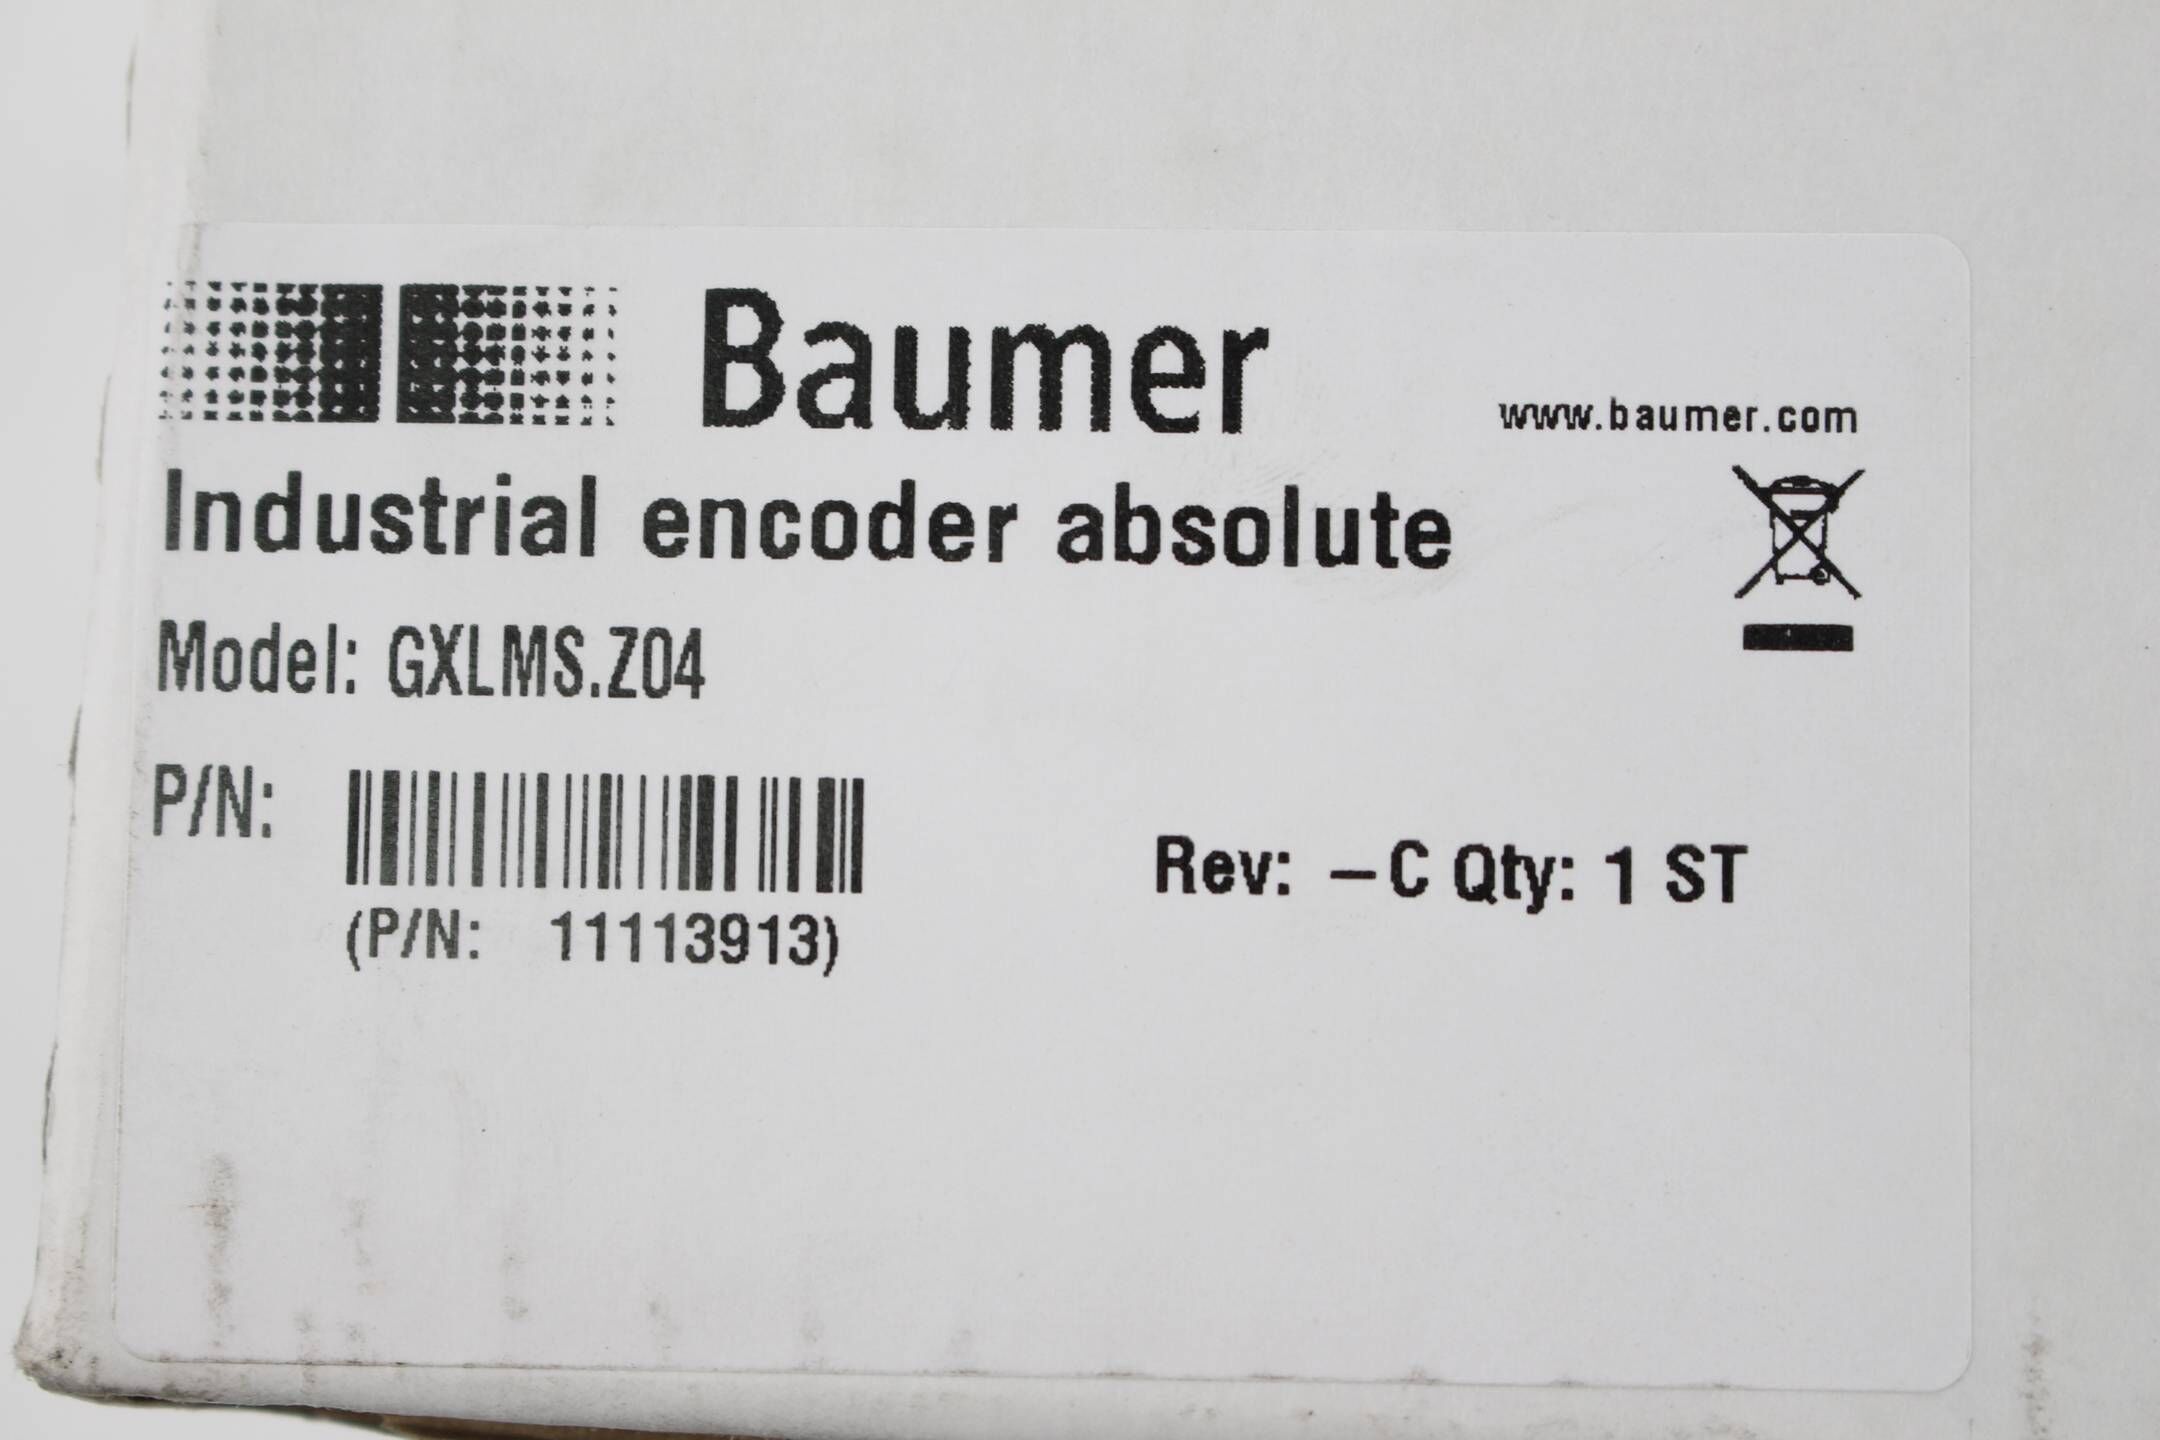 Baumer
www.baumer.com
Industrial encoder absolute
Model: GXLMS.Z04
P/N:
(P/N: 11113913)
Rev: –C Qty: 1 ST